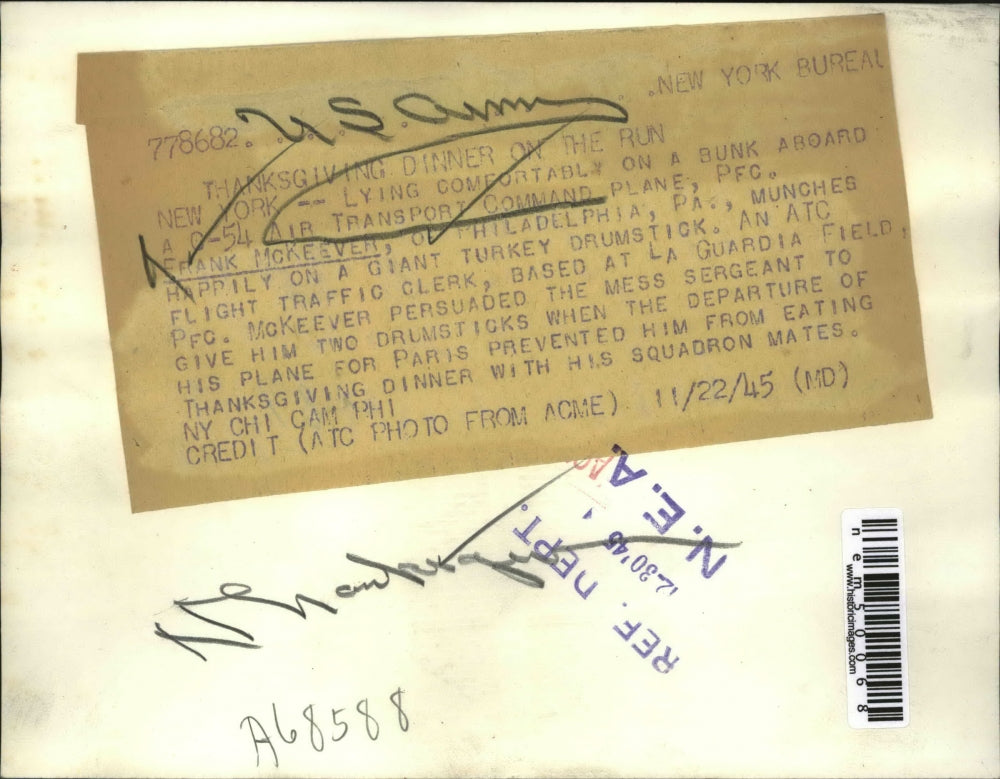 NEW YORK BUREAU
U.S. Army
778682.
THANKSGIVING DINNER ON THE RUN
NEW YORK -- LYING COMFORTABLY ON A BUNK ABOARD
A C-54 AIR TRANSPORT COMMAND PLANE, PFC.
FRANK MCKEEVER, OF PHILADELPHIA, PA., MUNCHES
HAPPILY ON A GIANT TURKEY DRUMSTICK. AN ATC
FLIGHT TRAFFIC CLERK, BASED AT LA GUARDIA FIELD,
PFC. MCKEEVER PERSUADED THE MESS SERGEANT TO
GIVE HIM TWO DRUMSTICKS WHEN THE DEPARTURE OF
HIS PLANE FOR PARIS PREVENTED HIM FROM EATING
THANKSGIVING DINNER WITH HIS SQUADRON MATES.
NY CHI CAM PHI
CREDIT (ATC PHOTO FROM ACME) 11/22/45 (MD)
Thanksgiving
REF. DEPT.
N.E.A.
A68588
nem50068
www.historicimages.com